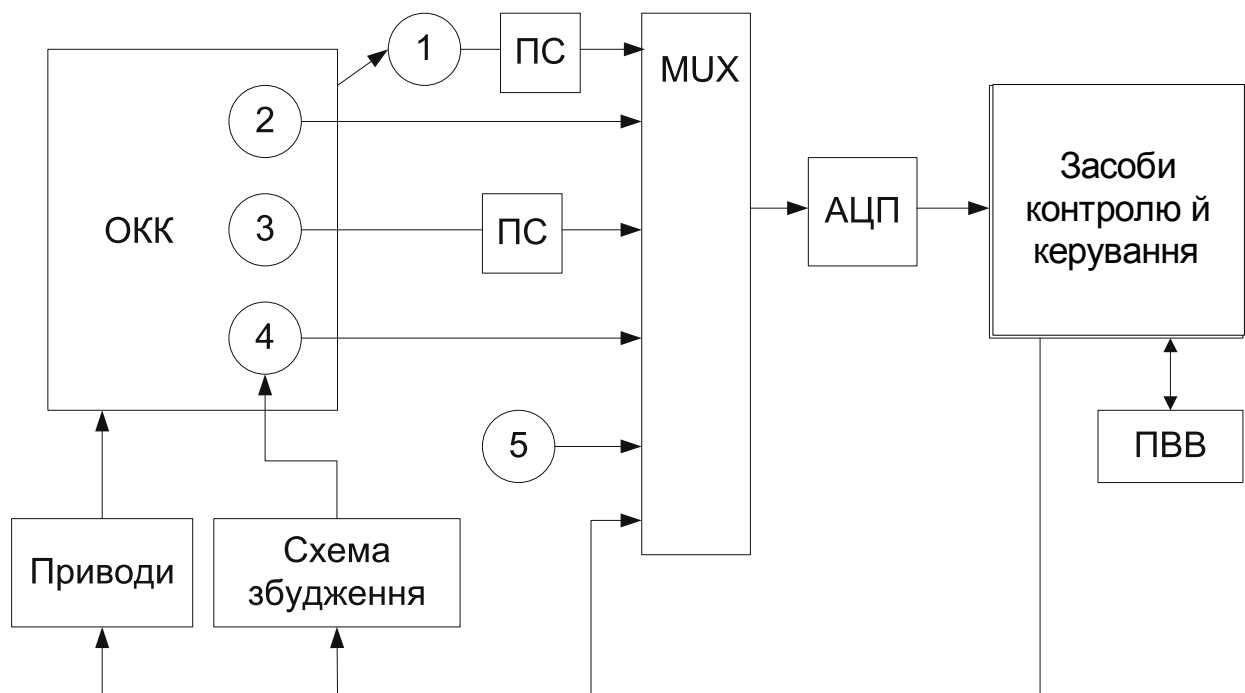 1
ПС
MUX
2
3
ОКК
ПС
АЦП
Засоби
контролю й
керування
4
5
ПВВ
Приводи
Схема
збудження